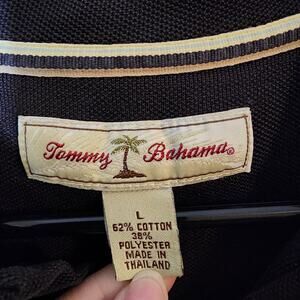 Tommy Bahama®
L
62% COTTON
38%
POLYESTER
MADE IN
THAILAND